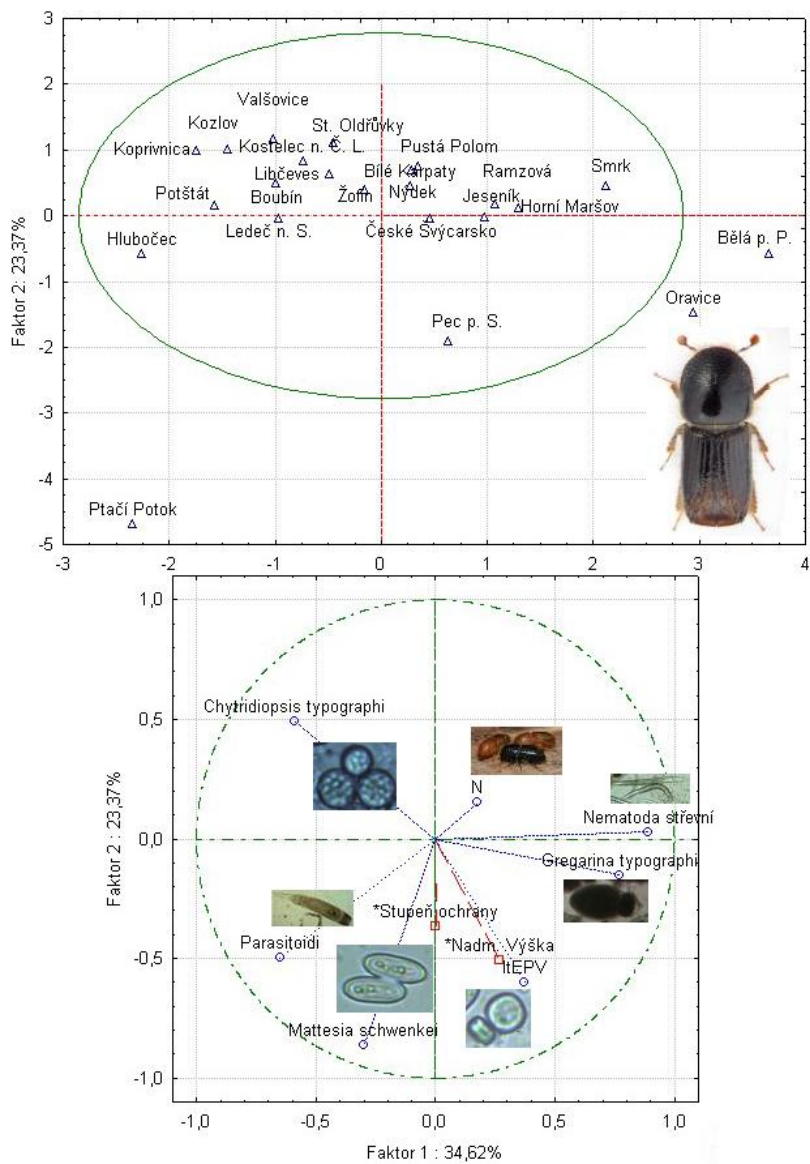 3
2
1
0
-1
-2
-3
-4
-5
Faktor 2: 23,37%
Valšovice
Kozlov
St. Oldřůvky
Koprivnica
Kostelec n. Č. L.
Pustá Polom
Libčeves
Bílé Karpaty
Ramzová
Smrk
Potštát
Boubín
Žofín
Nýdek
Jeseník
Horní Maršov
Ledeč n. S.
České Švýcarsko
Hlubočec
Bělá p. P.
Oravice
Pec p. S.
Ptačí Potok
-3
-2
-1
0
1
2
3
4
1,0
0,5
0,0
-0,5
-1,0
Faktor 2 : 23,37%
Chytridiopsis typographi
N
Nematoda střevní
Gregarina typographi
*Stupeň ochrany
Parasitoidi
*Nadm. Výška
ItEPV
Mattesia schwenkei
-1,0
-0,5
0,0
0,5
1,0
Faktor 1 : 34,62%